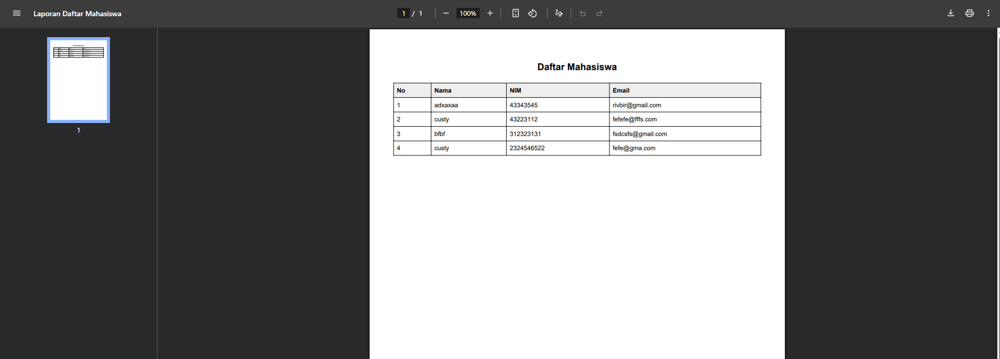 Laporan Daftar Mahasiswa
1 / 1
100%
1
Daftar Mahasiswa
No Nama NIM Email
1 adxaxaa 43343545 rivbir@gmail.com
2 custy 43223112 fefefe@fffs.com
3 bfbf 312323131 fsdcsfs@gmail.com
4 custy 2324546522 fefe@gma.com